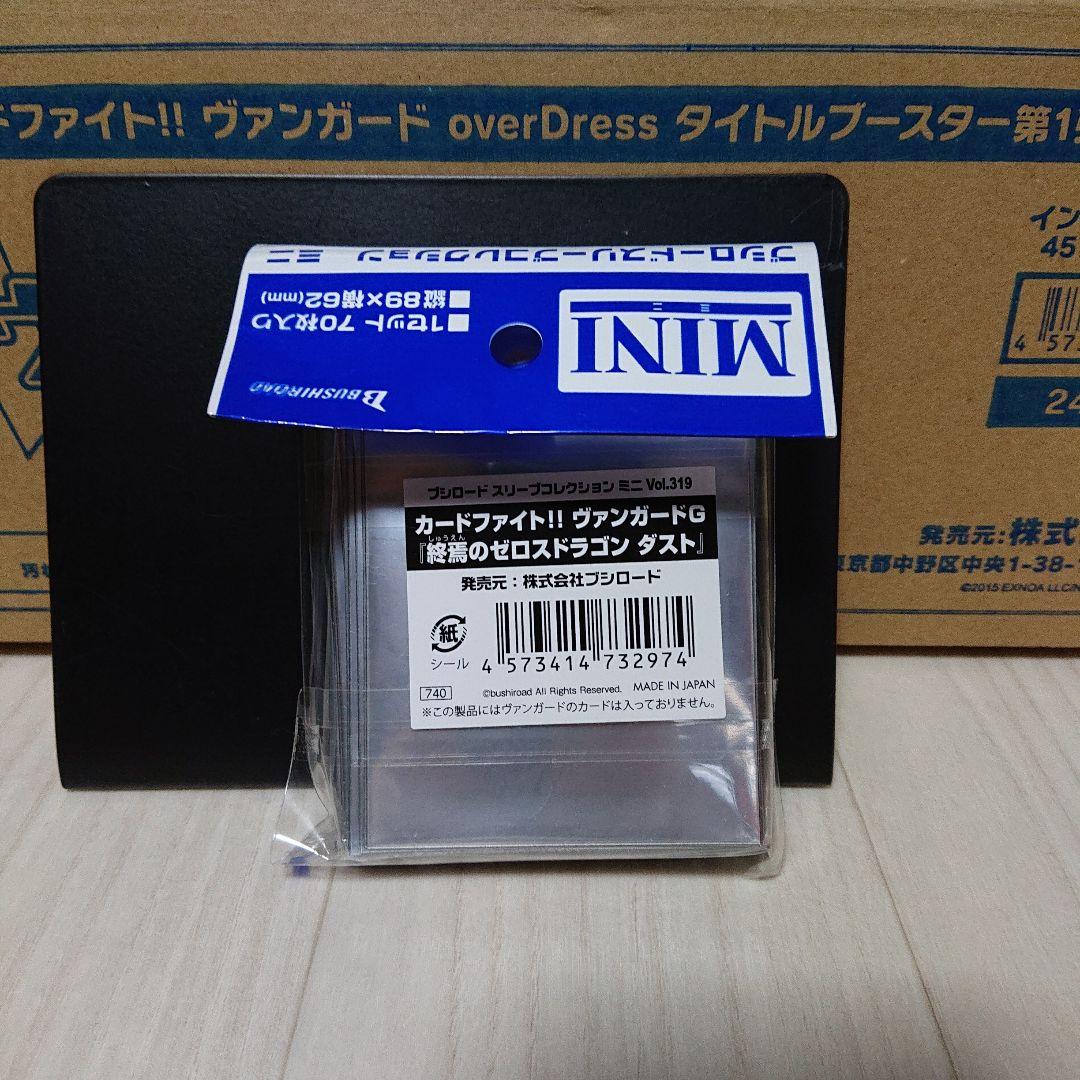 ドファイト!! ヴァンガード overDress タイトルブースター第1
イン
45
4 573
24
発売元:株式
東京都中野区中央1-38-1
©2015 EXNOA LLC/N
汚
ブシロードスリーブコレクション ミニ
MINI
ミニ
■1セット 70枚入り
■縦89×横62(mm)
BUSHIROAD
ブシロード スリーブコレクション ミニ Vol.319
カードファイト!! ヴァンガードG
しゅうえん
『終焉のゼロスドラゴン ダスト』
発売元:株式会社ブシロード
紙
シール
4 573414 732974
740
©bushiroad All Rights Reserved. MADE IN JAPAN
※この製品にはヴァンガードのカードは入っておりません。